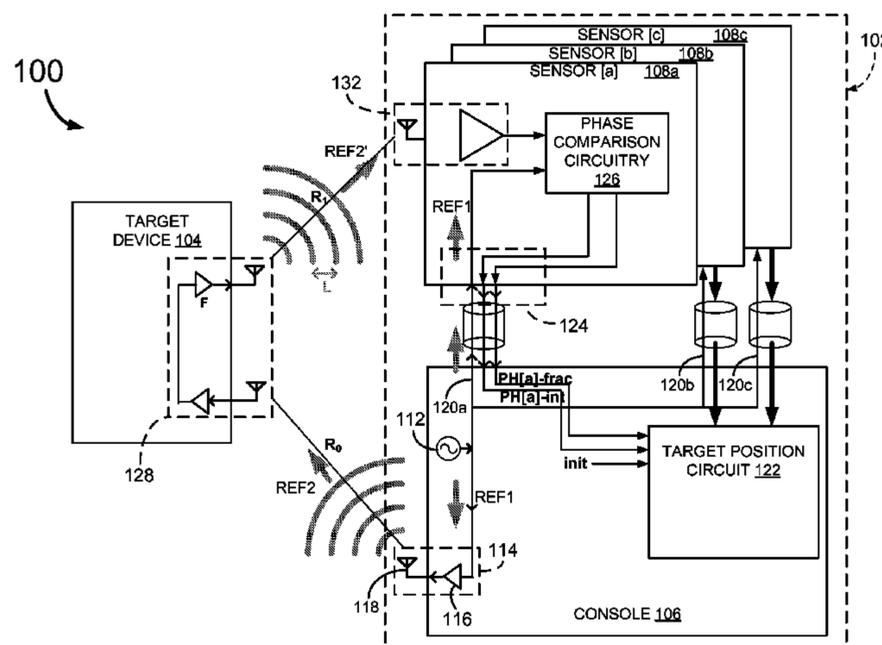 100
SENSOR [c] 108c
SENSOR [b] 108b
SENSOR [a] 108a
132
PHASE
COMPARISON
CIRCUITRY
126
REF2'
R1
REF1
L
TARGET
DEVICE 104
F
128
124
120a
PH[a]-frac
PH[a]-int
120b
120c
112
R0
REF2
REF1
init
TARGET POSITION
CIRCUIT 122
114
118
116
CONSOLE 106